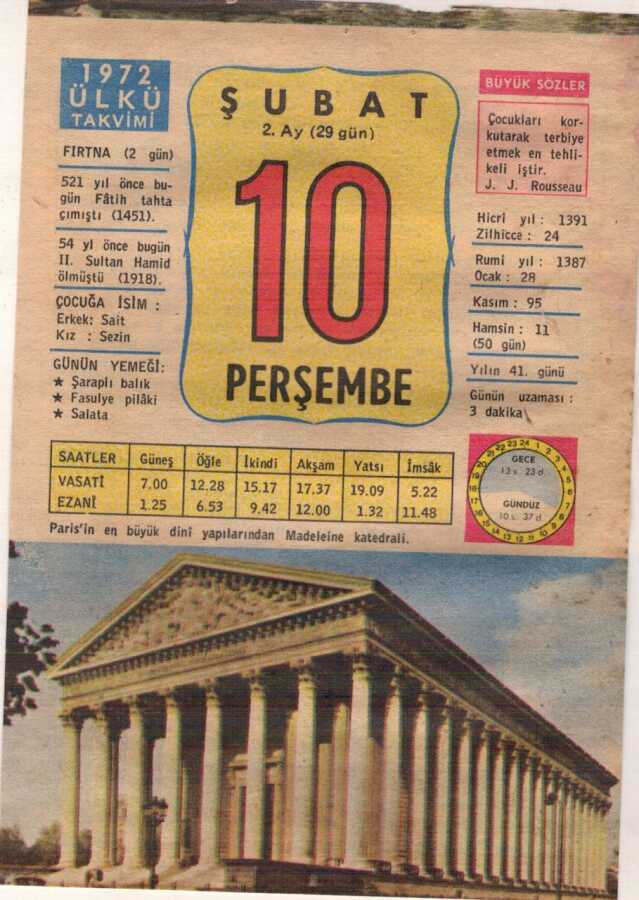 1972
ÜLKÜ
TAKVİMİ
FIRTNA (2 gün)
521 yıl önce bu-
gün Fâtih tahta
çımıştı (1451).
54 yl önce bugün
II. Sultan Hamid
ölmüştü (1918).
ÇOCUĞA İSİM :
Erkek: Sait
Kız : Sezin
GÜNÜN YEMEĞİ:
★ Şaraplı balık
★ Fasulye pilâki
★ Salata
ŞUBAT
2. Ay (29 gün)
10
PERŞEMBE
BÜYÜK SÖZLER
Çocukları kor-
kutarak terbiye
etmek en tehli-
keli iştir.
J. J. Rousseau
Hicrî yıl : 1391
Zilhicce : 24
Rumî yıl : 1387
Ocak : 28
Kasım : 95
Hamsin : 11
(50 gün)
Yılın 41. günü
Günün uzaması :
3 dakika
SAATLER Güneş Öğle İkindi Akşam Yatsı İmsâk
VASATİ 7.00 12.28 15.17 17.37 19.09 5.22
EZANİ 1.25 6.53 9.42 12.00 1.32 11.48
GECE
13 s. 23 d.
GÜNDÜZ
10 s. 37 d.
Paris'in en büyük dinî yapılarından Madeleine katedrali.